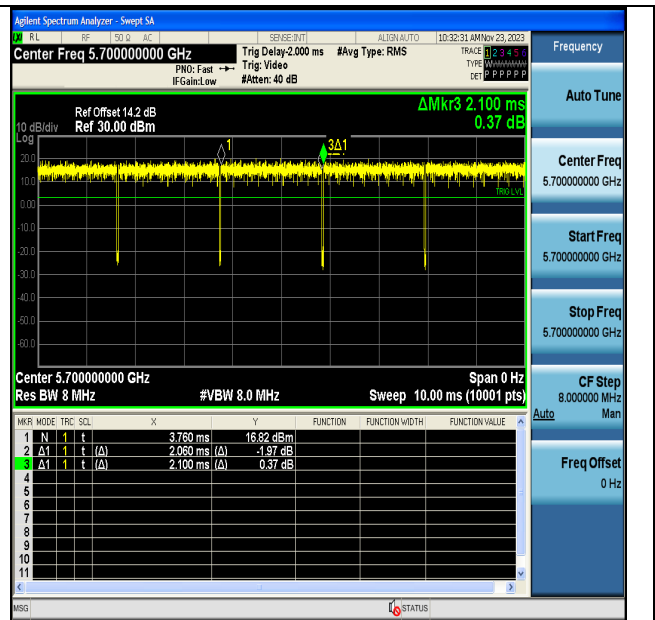 Agilent Spectrum Analyzer - Swept SA
RL RF 50 Ω AC SENSE:INT ALIGN AUTO 10:32:31 AM Nov 23, 2023
Center Freq 5.700000000 GHz
PNO: Fast
IFGain:Low
Trig Delay-2.000 ms
Trig: Video
#Atten: 40 dB
#Avg Type: RMS
TRACE 1 2 3 4 5 6
TYPE WWWWWW
DET P P P P P P
Frequency
Auto Tune
Center Freq
5.700000000 GHz
Start Freq
5.700000000 GHz
Stop Freq
5.700000000 GHz
CF Step
8.000000 MHz
Auto Man
Freq Offset
0 Hz
ΔMkr3 2.100 ms
0.37 dB
Ref Offset 14.2 dB
10 dB/div Ref 30.00 dBm
Log
20.0
10.0
0.00
-10.0
-20.0
-30.0
-40.0
-50.0
-60.0
1
3Δ1
TRIG LVL
Center 5.700000000 GHz Span 0 Hz
Res BW 8 MHz #VBW 8.0 MHz Sweep 10.00 ms (10001 pts)
MKR MODE TRC SCL X Y FUNCTION FUNCTION WIDTH FUNCTION VALUE
1 N 1 t 3.760 ms 16.82 dBm
2 Δ1 1 t (Δ) 2.060 ms (Δ) -1.97 dB
3 Δ1 1 t (Δ) 2.100 ms (Δ) 0.37 dB
4
5
6
7
8
9
10
11
MSG STATUS